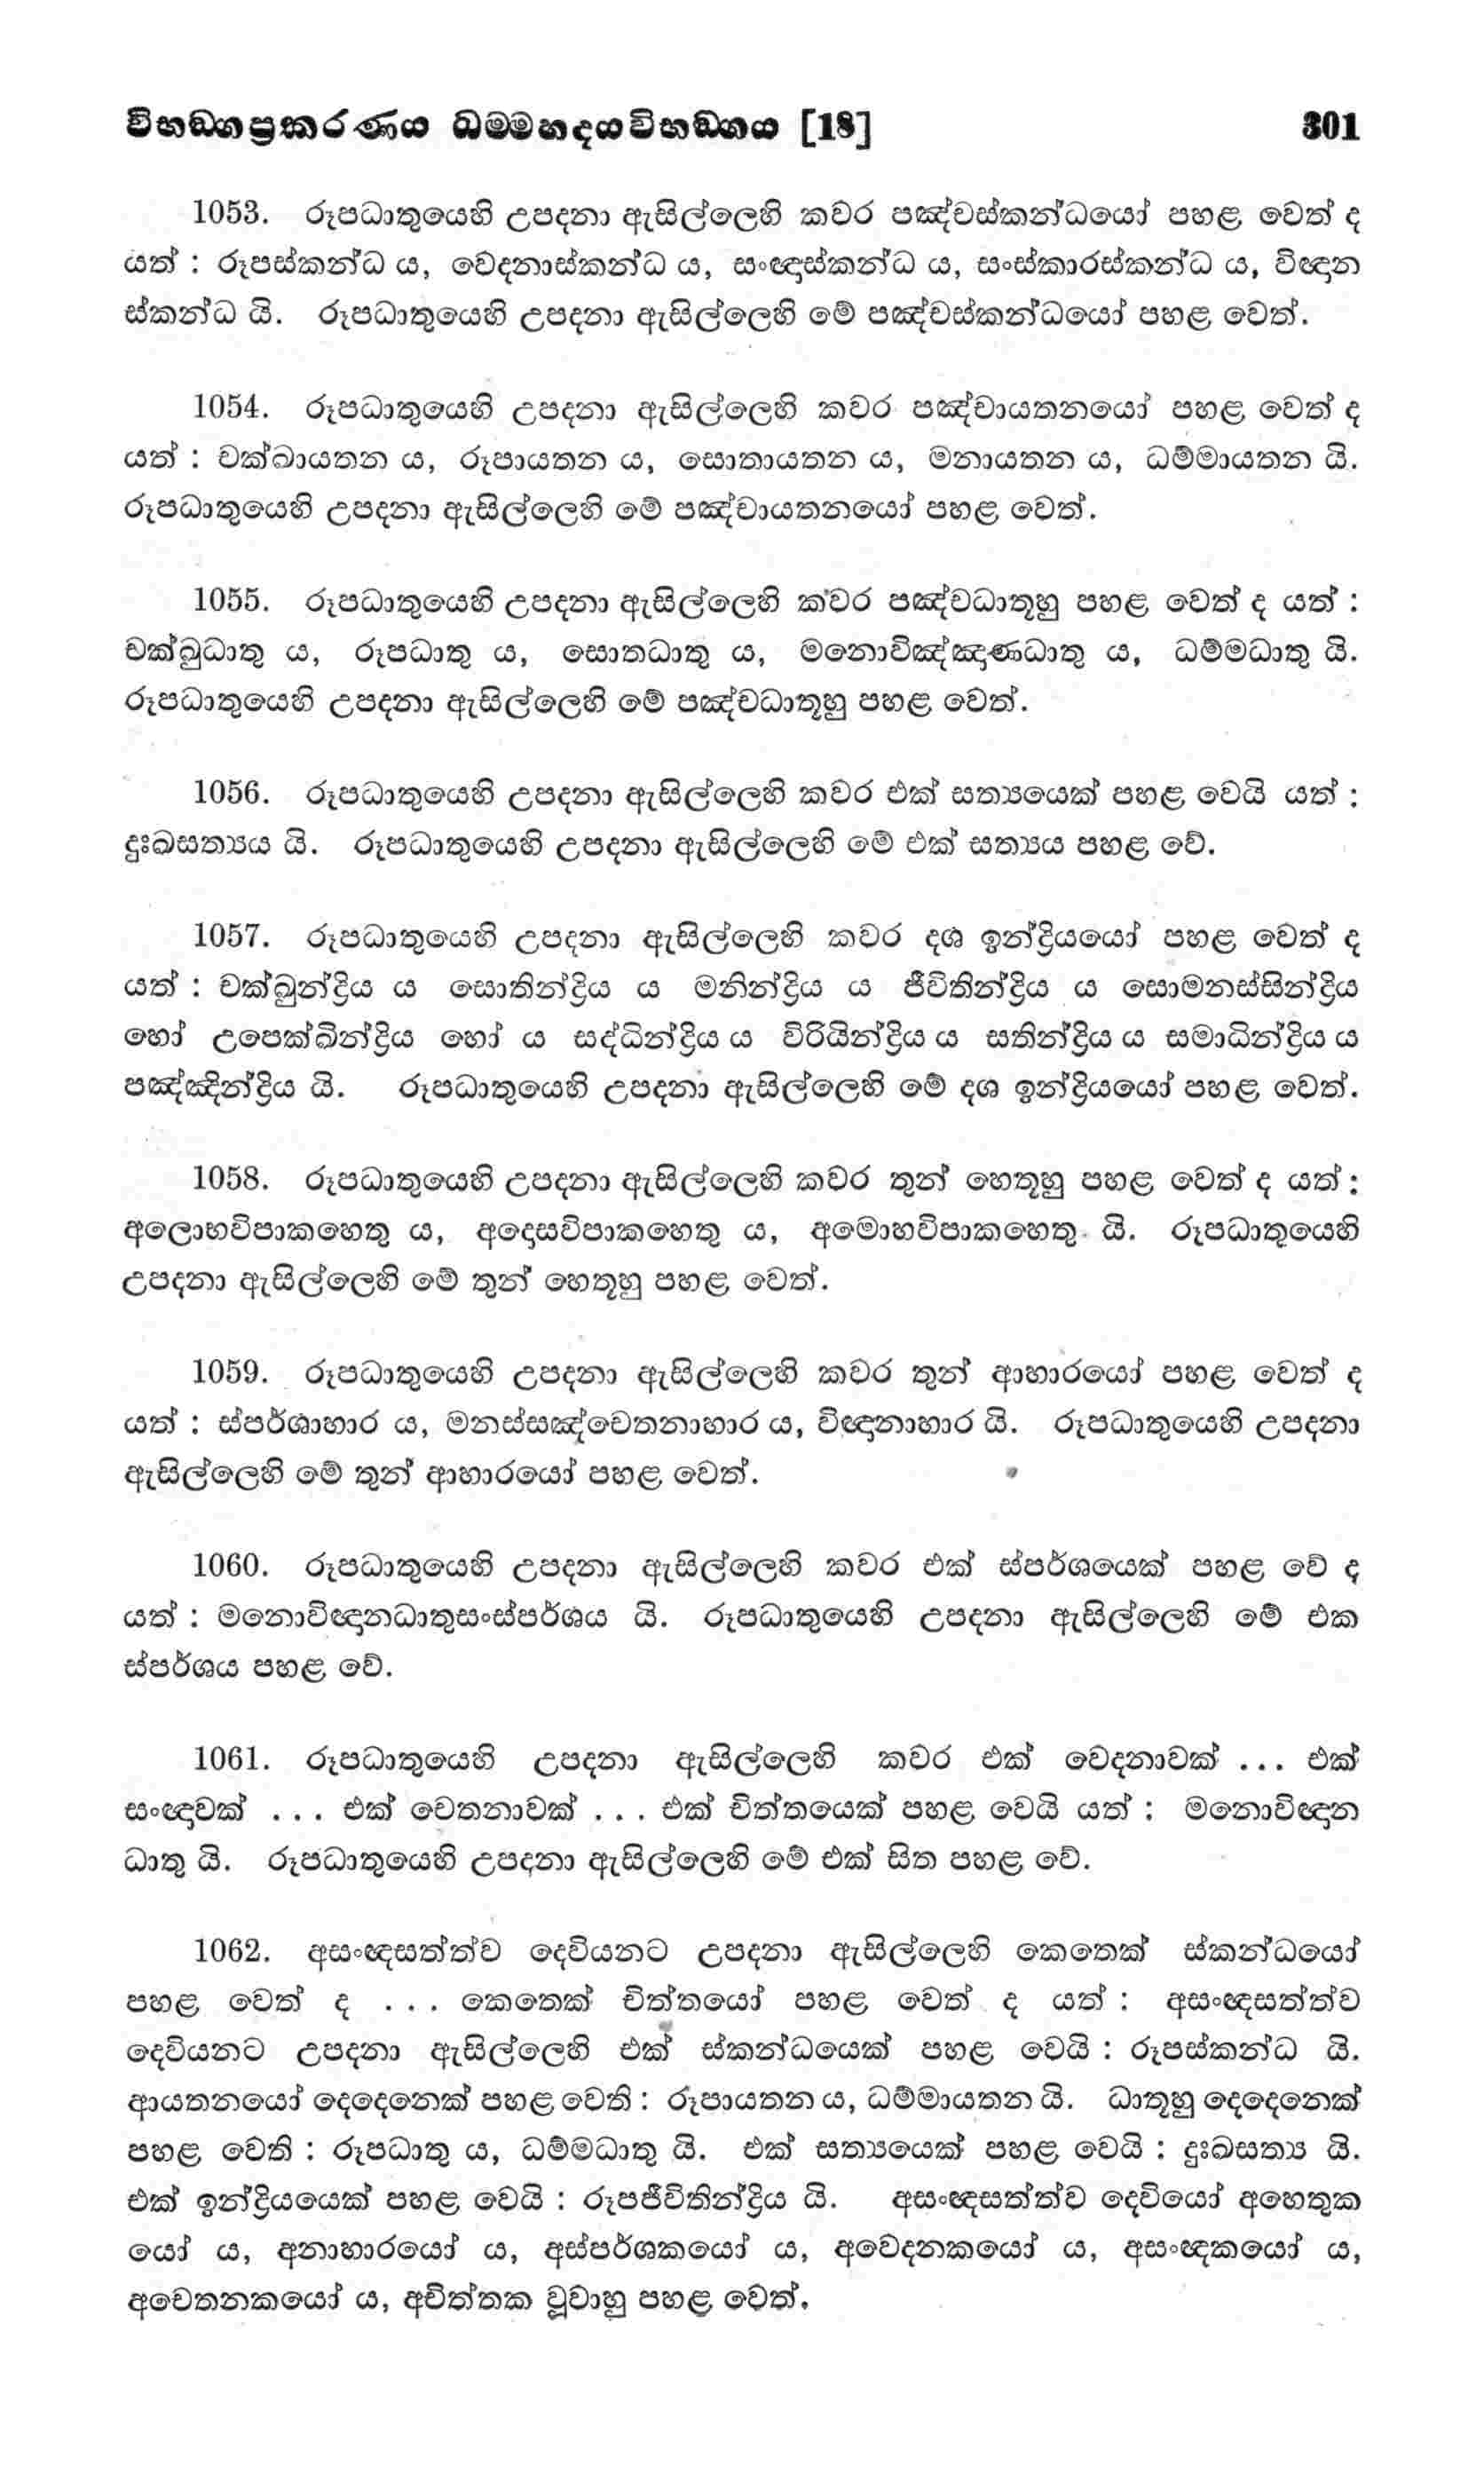 විභඞ්ගප්‍රකරණය ධම්මහදයවිභඞ්ගය [18] 301
1053. රූපධාතුයෙහි උපදනා ඇසිල්ලෙහි කවර පඤ්චස්කන්ධයෝ පහළ වෙත් ද
යත් : රූපස්කන්ධ ය, වේදනාස්කන්ධ ය, සංඥාස්කන්ධ ය, සංස්කාරස්කන්ධ ය, විඥාන
ස්කන්ධ යි. රූපධාතුයෙහි උපදනා ඇසිල්ලෙහි මේ පඤ්චස්කන්ධයෝ පහළ වෙත්.
1054. රූපධාතුයෙහි උපදනා ඇසිල්ලෙහි කවර පඤ්චායතනයෝ පහළ වෙත් ද
යත් : චක්ඛායතන ය, රූපායතන ය, සොතායතන ය, මනායතන ය, ධම්මායතන යි.
රූපධාතුයෙහි උපදනා ඇසිල්ලෙහි මේ පඤ්චායතනයෝ පහළ වෙත්.
1055. රූපධාතුයෙහි උපදනා ඇසිල්ලෙහි කවර පඤ්චධාතූහු පහළ වෙත් ද යත් :
චක්ඛුධාතු ය, රූපධාතු ය, සොතධාතු ය, මනොවිඤ්ඤාණධාතු ය, ධම්මධාතු යි.
රූපධාතුයෙහි උපදනා ඇසිල්ලෙහි මේ පඤ්චධාතූහු පහළ වෙත්.
1056. රූපධාතුයෙහි උපදනා ඇසිල්ලෙහි කවර එක් සත්‍යයෙක් පහළ වෙයි යත් :
දුඃඛසත්‍යය යි. රූපධාතුයෙහි උපදනා ඇසිල්ලෙහි මේ එක් සත්‍යය පහළ වේ.
1057. රූපධාතුයෙහි උපදනා ඇසිල්ලෙහි කවර දශ ඉන්ද්‍රියයෝ පහළ වෙත් ද
යත් : චක්ඛුන්ද්‍රිය ය සොතින්ද්‍රිය ය මනින්ද්‍රිය ය ජීවිතින්ද්‍රිය ය සොමනස්සින්ද්‍රිය
හෝ උපෙක්ඛින්ද්‍රිය හෝ ය සද්ධින්ද්‍රිය ය විරියින්ද්‍රිය ය සතින්ද්‍රිය ය සමාධින්ද්‍රිය ය
පඤ්ඤින්ද්‍රිය යි. රූපධාතුයෙහි උපදනා ඇසිල්ලෙහි මේ දශ ඉන්ද්‍රියයෝ පහළ වෙත්.
1058. රූපධාතුයෙහි උපදනා ඇසිල්ලෙහි කවර තුන් හෙතූහු පහළ වෙත් ද යත් :
අලොභවිපාකහෙතු ය, අදොසවිපාකහෙතු ය, අමොහවිපාකහෙතු යි. රූපධාතුයෙහි
උපදනා ඇසිල්ලෙහි මේ තුන් හෙතූහු පහළ වෙත්.
1059. රූපධාතුයෙහි උපදනා ඇසිල්ලෙහි කවර තුන් ආහාරයෝ පහළ වෙත් ද
යත් : ස්පර්ශාහාර ය, මනස්සඤ්චෙතනාහාර ය, විඥානාහාර යි. රූපධාතුයෙහි උපදනා
ඇසිල්ලෙහි මේ තුන් ආහාරයෝ පහළ වෙත්.
1060. රූපධාතුයෙහි උපදනා ඇසිල්ලෙහි කවර එක් ස්පර්ශයෙක් පහළ වේ ද
යත් : මනොවිඥානධාතුසංස්පර්ශය යි. රූපධාතුයෙහි උපදනා ඇසිල්ලෙහි මේ එක
ස්පර්ශය පහළ වේ.
1061. රූපධාතුයෙහි උපදනා ඇසිල්ලෙහි කවර එක් වෙදනාවක් ... එක්
සංඥාවක් ... එක් චෙතනාවක් ... එක් චිත්තයෙක් පහළ වෙයි යත් : මනොවිඥාන
ධාතු යි. රූපධාතුයෙහි උපදනා ඇසිල්ලෙහි මේ එක් සිත පහළ වේ.
1062. අසංඥසත්ත්ව දෙවියනට උපදනා ඇසිල්ලෙහි කෙතෙක් ස්කන්ධයෝ
පහළ වෙත් ද ... කෙතෙක් චිත්තයෝ පහළ වෙත් ද යත් : අසංඥසත්ත්ව
දෙවියනට උපදනා ඇසිල්ලෙහි එක් ස්කන්ධයෙක් පහළ වෙයි : රූපස්කන්ධ යි.
ආයතනයෝ දෙදෙනෙක් පහළ වෙති : රූපායතන ය, ධම්මායතන යි. ධාතූහු දෙදෙනෙක්
පහළ වෙති : රූපධාතු ය, ධම්මධාතු යි. එක් සත්‍යයෙක් පහළ වෙයි : දුඃඛසත්‍ය යි.
එක් ඉන්ද්‍රියයෙක් පහළ වෙයි : රූපජීවිතින්ද්‍රිය යි. අසංඥසත්ත්ව දෙවියෝ අහෙතුක
යෝ ය, අනාහාරයෝ ය, අස්පර්ශකයෝ ය, අවෙදනකයෝ ය, අසංඥකයෝ ය,
අචෙතනකයෝ ය, අචිත්තක වූවාහු පහළ වෙත්.